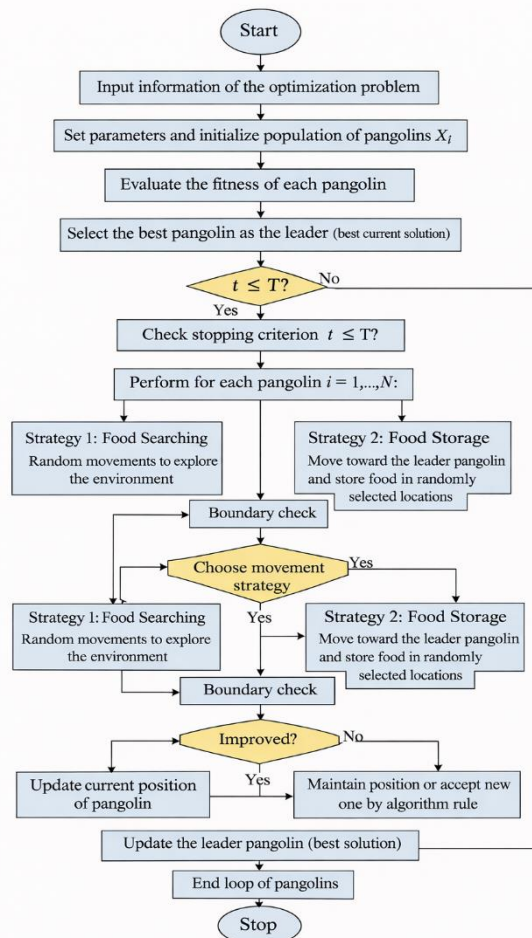 Start
Input information of the optimization problem
Set parameters and initialize population of pangolins Xᵢ
Evaluate the fitness of each pangolin
Select the best pangolin as the leader (best current solution)
t ≤ T?
No
Yes
Check stopping criterion t ≤ T?
Perform for each pangolin i = 1,...,N:
Strategy 1: Food Searching
Random movements to explore
the environment
Strategy 2: Food Storage
Move toward the leader pangolin
and store food in randomly
selected locations
Boundary check
Choose movement
strategy
Yes
Yes
Strategy 1: Food Searching
Random movements to explore
the environment
Strategy 2: Food Storage
Move toward the leader pangolin
and store food in randomly
selected locations
Boundary check
Improved?
No
Yes
Update current position
of pangolin
Maintain position or accept new
one by algorithm rule
Update the leader pangolin (best solution)
End loop of pangolins
Stop